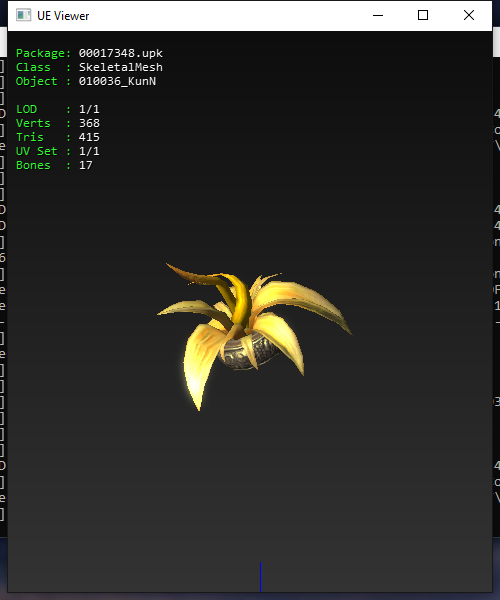 UE Viewer
Package: 00017348.upk
Class : SkeletalMesh
Object : 010036_KunN
LOD : 1/1
Verts : 368
Tris : 415
UV Set : 1/1
Bones : 17